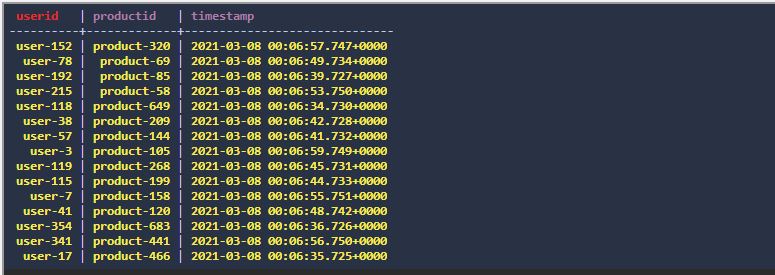 userid | productid | timestamp
----------+-------------+---------------------------------
user-152 | product-320 | 2021-03-08 00:06:57.747+0000
user-78 | product-69 | 2021-03-08 00:06:49.734+0000
user-192 | product-85 | 2021-03-08 00:06:39.727+0000
user-215 | product-58 | 2021-03-08 00:06:53.750+0000
user-118 | product-649 | 2021-03-08 00:06:34.730+0000
user-38 | product-209 | 2021-03-08 00:06:42.728+0000
user-57 | product-144 | 2021-03-08 00:06:41.732+0000
user-3 | product-105 | 2021-03-08 00:06:59.749+0000
user-119 | product-268 | 2021-03-08 00:06:45.731+0000
user-115 | product-199 | 2021-03-08 00:06:44.733+0000
user-7 | product-158 | 2021-03-08 00:06:55.751+0000
user-41 | product-120 | 2021-03-08 00:06:48.742+0000
user-354 | product-683 | 2021-03-08 00:06:36.726+0000
user-341 | product-441 | 2021-03-08 00:06:56.750+0000
user-17 | product-466 | 2021-03-08 00:06:35.725+0000